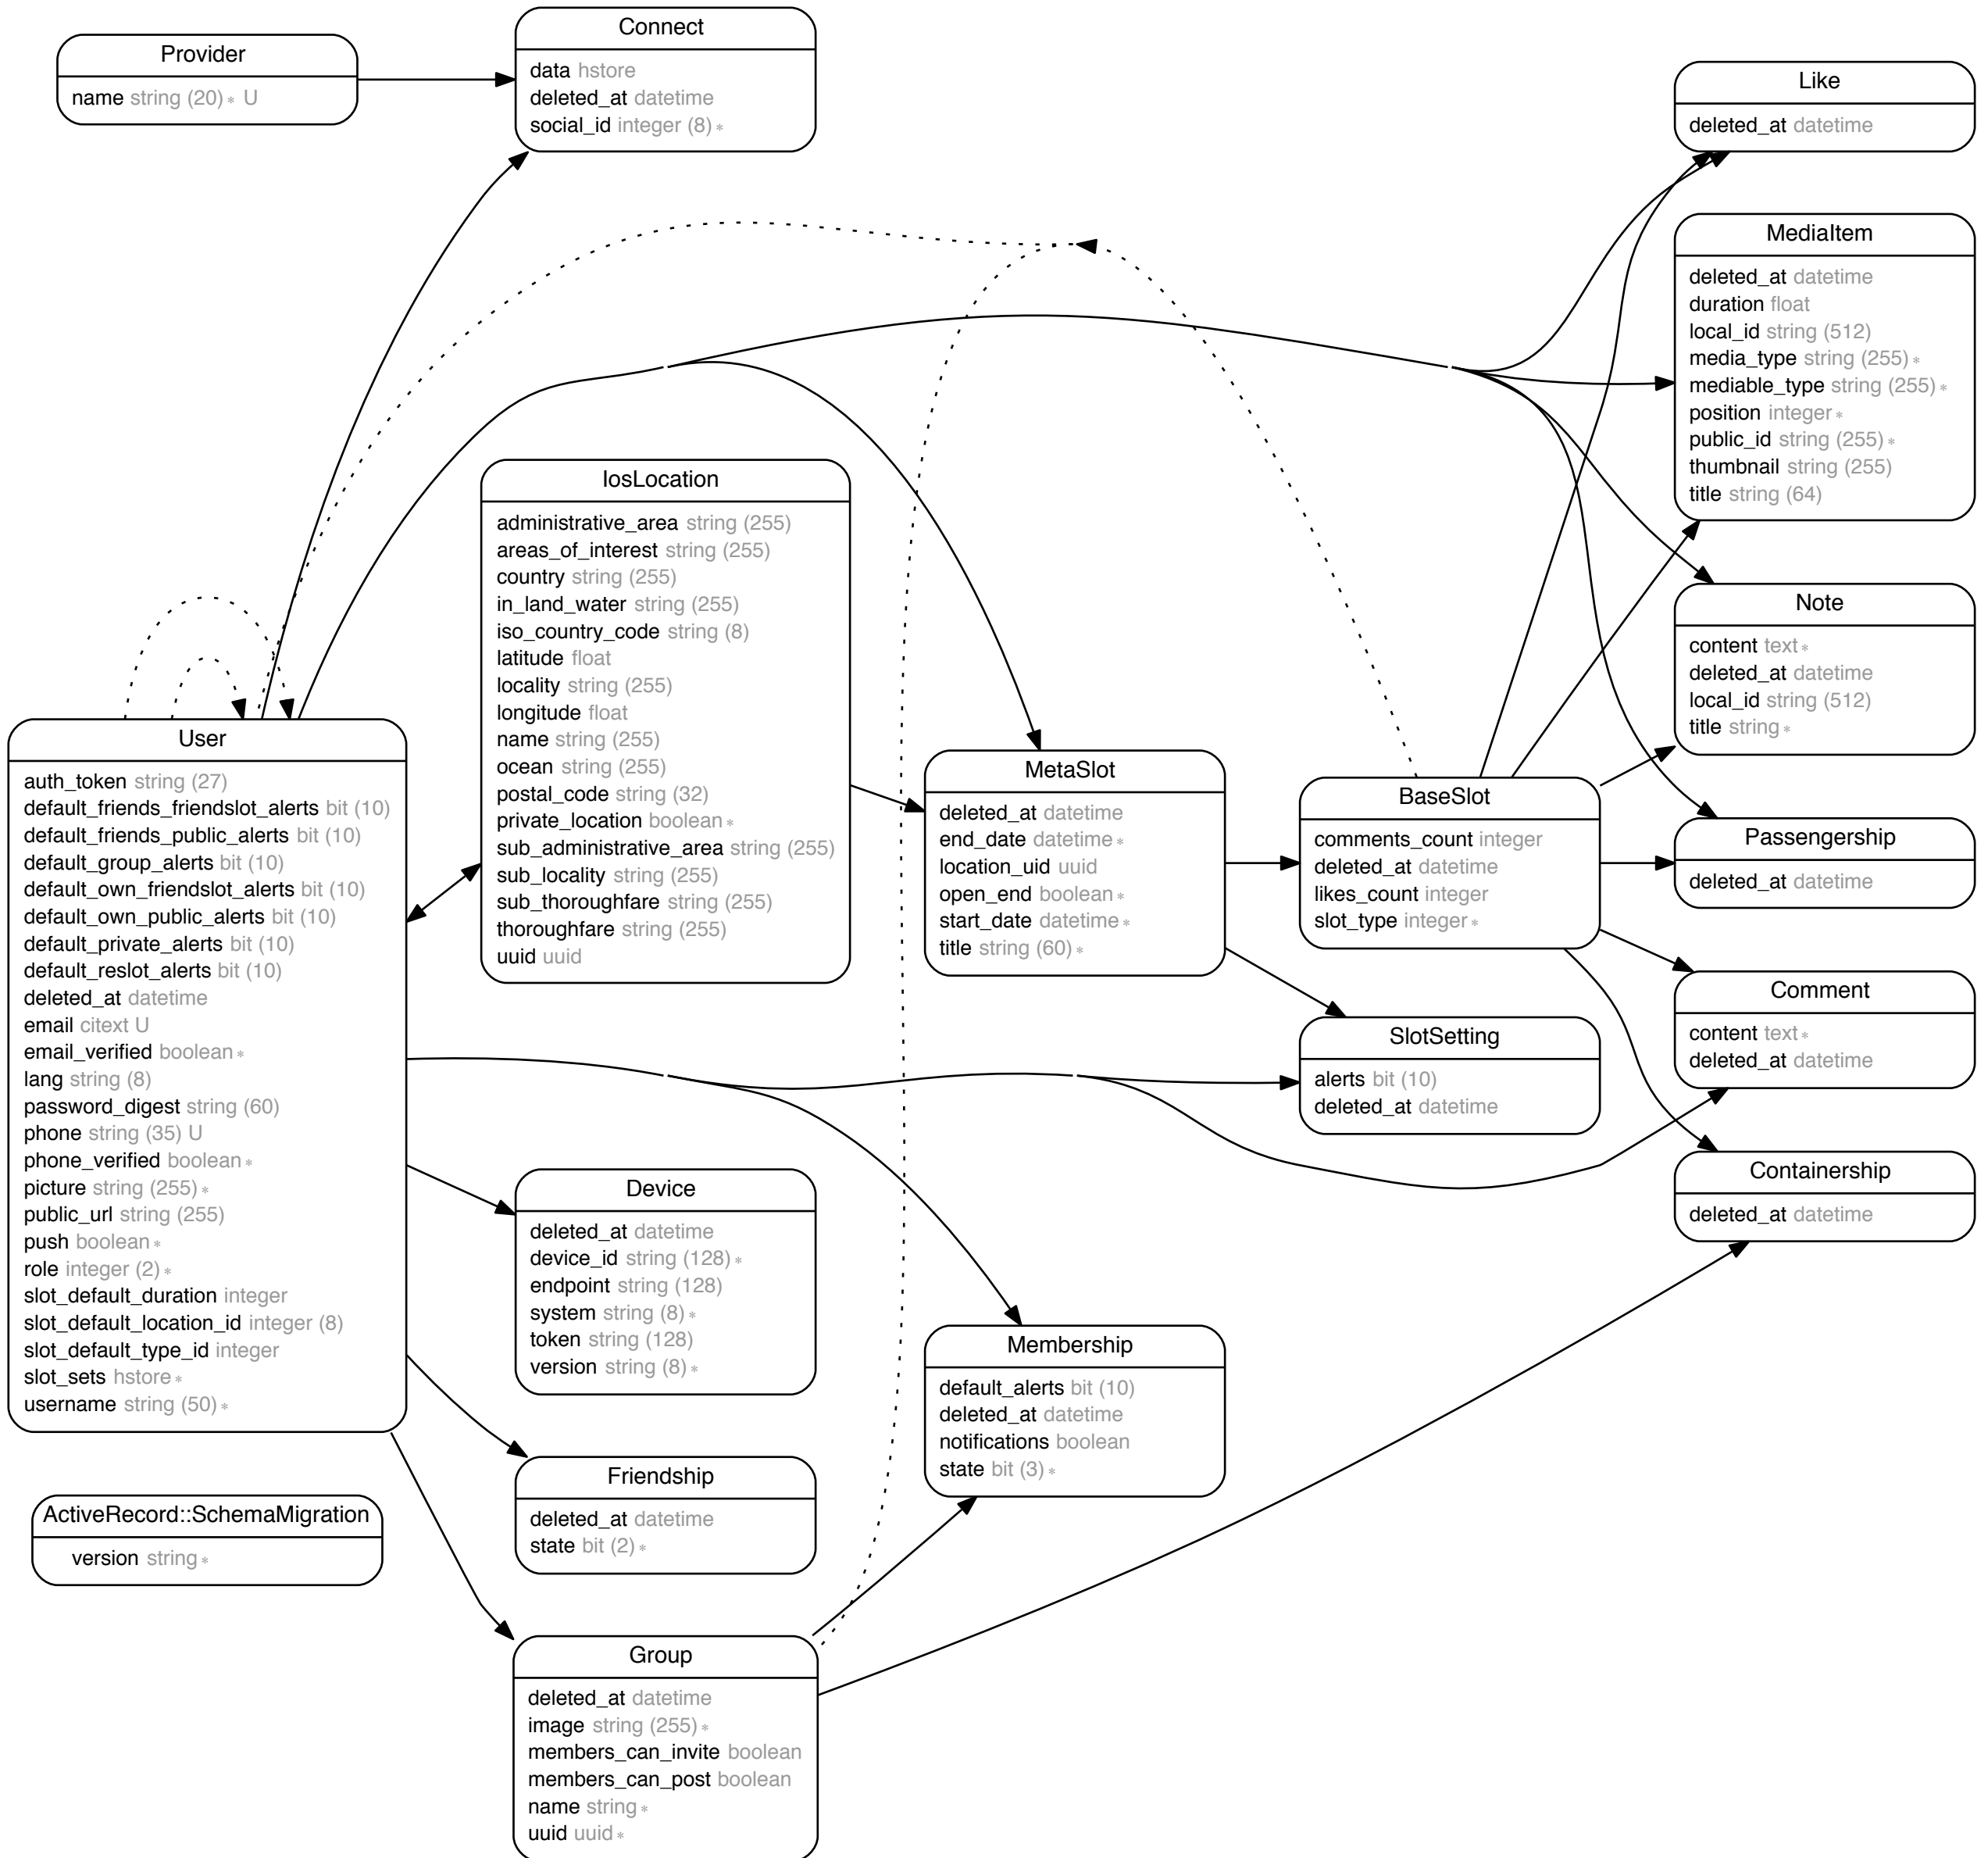 Provider
name string (20)∗ U
Connect
data hstore
deleted_at datetime
social_id integer (8)∗
Like
deleted_at datetime
MediaItem
deleted_at datetime
duration float
local_id string (512)
media_type string (255)∗
mediable_type string (255)∗
position integer∗
public_id string (255)∗
thumbnail string (255)
title string (64)
IosLocation
administrative_area string (255)
areas_of_interest string (255)
country string (255)
in_land_water string (255)
iso_country_code string (8)
latitude float
locality string (255)
longitude float
name string (255)
ocean string (255)
postal_code string (32)
private_location boolean∗
sub_administrative_area string (255)
sub_locality string (255)
sub_thoroughfare string (255)
thoroughfare string (255)
uuid uuid
Note
content text∗
deleted_at datetime
local_id string (512)
title string∗
User
auth_token string (27)
default_friends_friendslot_alerts bit (10)
default_friends_public_alerts bit (10)
default_group_alerts bit (10)
default_own_friendslot_alerts bit (10)
default_own_public_alerts bit (10)
default_private_alerts bit (10)
default_reslot_alerts bit (10)
deleted_at datetime
email citext U
email_verified boolean∗
lang string (8)
password_digest string (60)
phone string (35) U
phone_verified boolean∗
picture string (255)∗
public_url string (255)
push boolean∗
role integer (2)∗
slot_default_duration integer
slot_default_location_id integer (8)
slot_default_type_id integer
slot_sets hstore∗
username string (50)∗
MetaSlot
deleted_at datetime
end_date datetime∗
location_uid uuid
open_end boolean∗
start_date datetime∗
title string (60)∗
BaseSlot
comments_count integer
deleted_at datetime
likes_count integer
slot_type integer∗
Passengership
deleted_at datetime
Comment
content text∗
deleted_at datetime
SlotSetting
alerts bit (10)
deleted_at datetime
Containership
deleted_at datetime
Device
deleted_at datetime
device_id string (128)∗
endpoint string (128)
system string (8)∗
token string (128)
version string (8)∗
Membership
default_alerts bit (10)
deleted_at datetime
notifications boolean
state bit (3)∗
Friendship
deleted_at datetime
state bit (2)∗
ActiveRecord::SchemaMigration
version string∗
Group
deleted_at datetime
image string (255)∗
members_can_invite boolean
members_can_post boolean
name string∗
uuid uuid∗